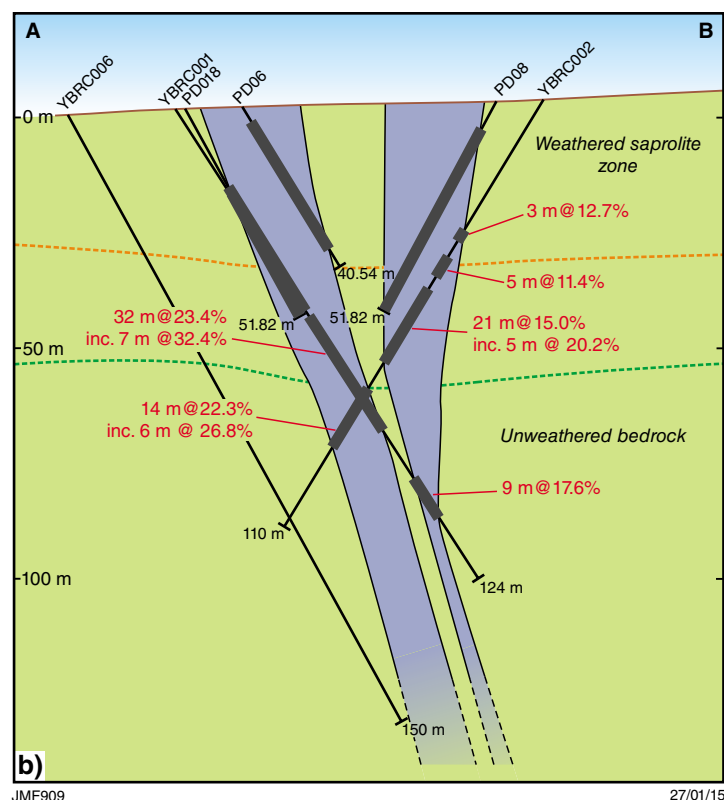 A
B
YBRC006
YBRC001
PD018
PD06
PD08
YBRC002
0 m
Weathered saprolite
zone
3 m@12.7%
40.54 m
5 m@11.4%
32 m@23.4%
inc. 7 m@32.4%
51.82 m
51.82 m
21 m@15.0%
inc. 5 m @ 20.2%
50 m
14 m@22.3%
inc. 6 m @ 26.8%
Unweathered bedrock
9 m@17.6%
110 m
100 m
124 m
150 m
b)
JMF909
27/01/15